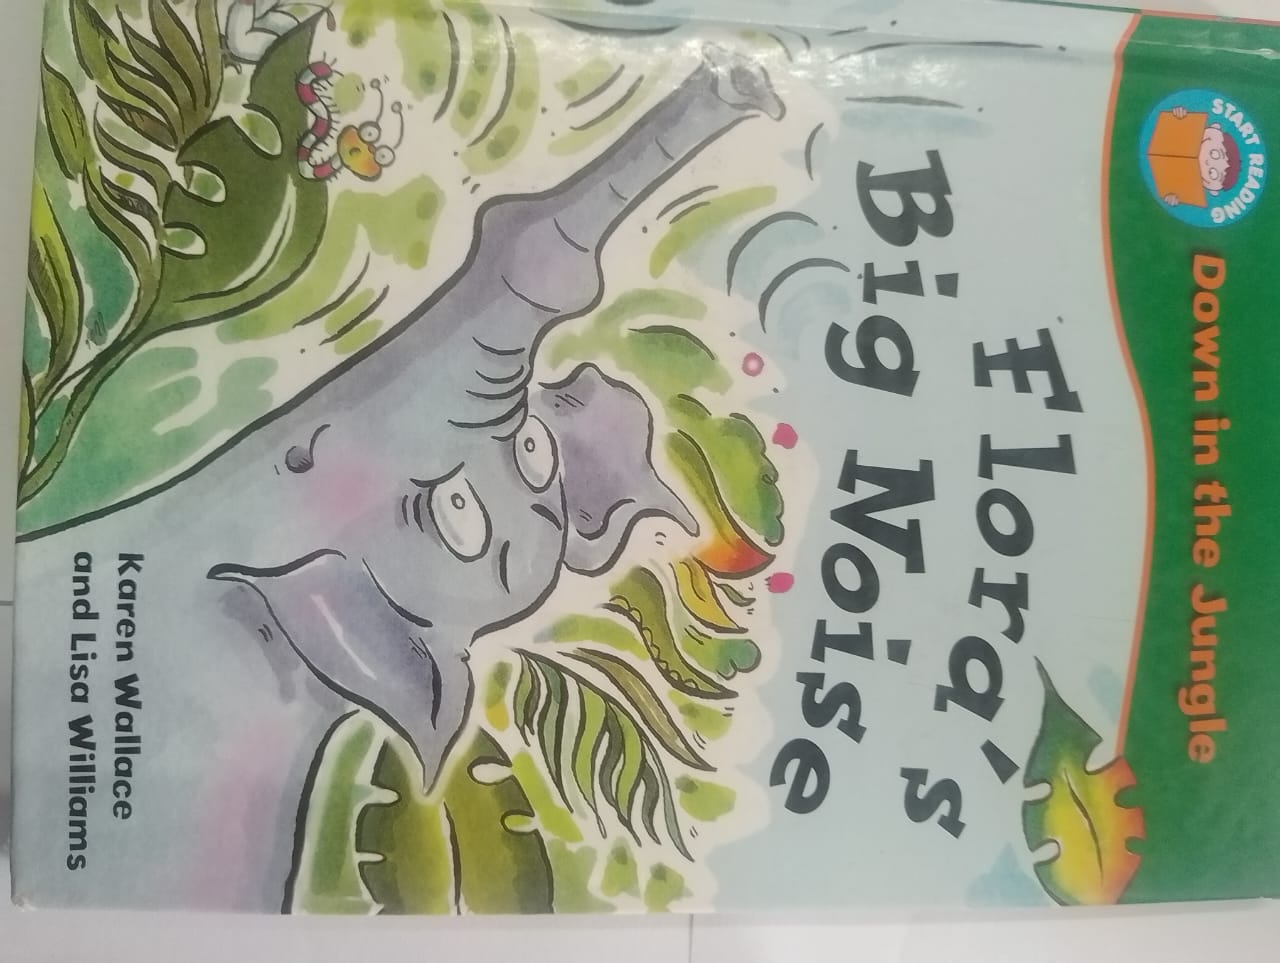 START READING
Down in the Jungle
Flora's
Big Noise
Karen Wallace
and Lisa Williams